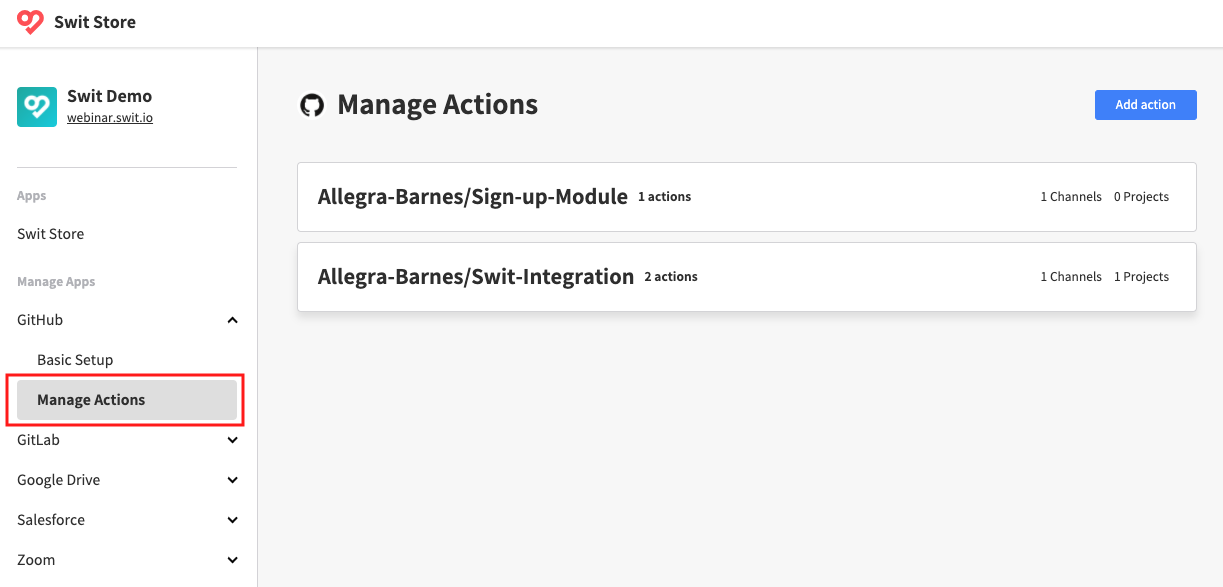 Swit Store
Swit Demo
webinar.swit.io
Apps
Swit Store
Manage Apps
GitHub
Basic Setup
Manage Actions
GitLab
Google Drive
Salesforce
Zoom
Manage Actions
Add action
Allegra-Barnes/Sign-up-Module 1 actions 1 Channels 0 Projects
Allegra-Barnes/Swit-Integration 2 actions 1 Channels 1 Projects